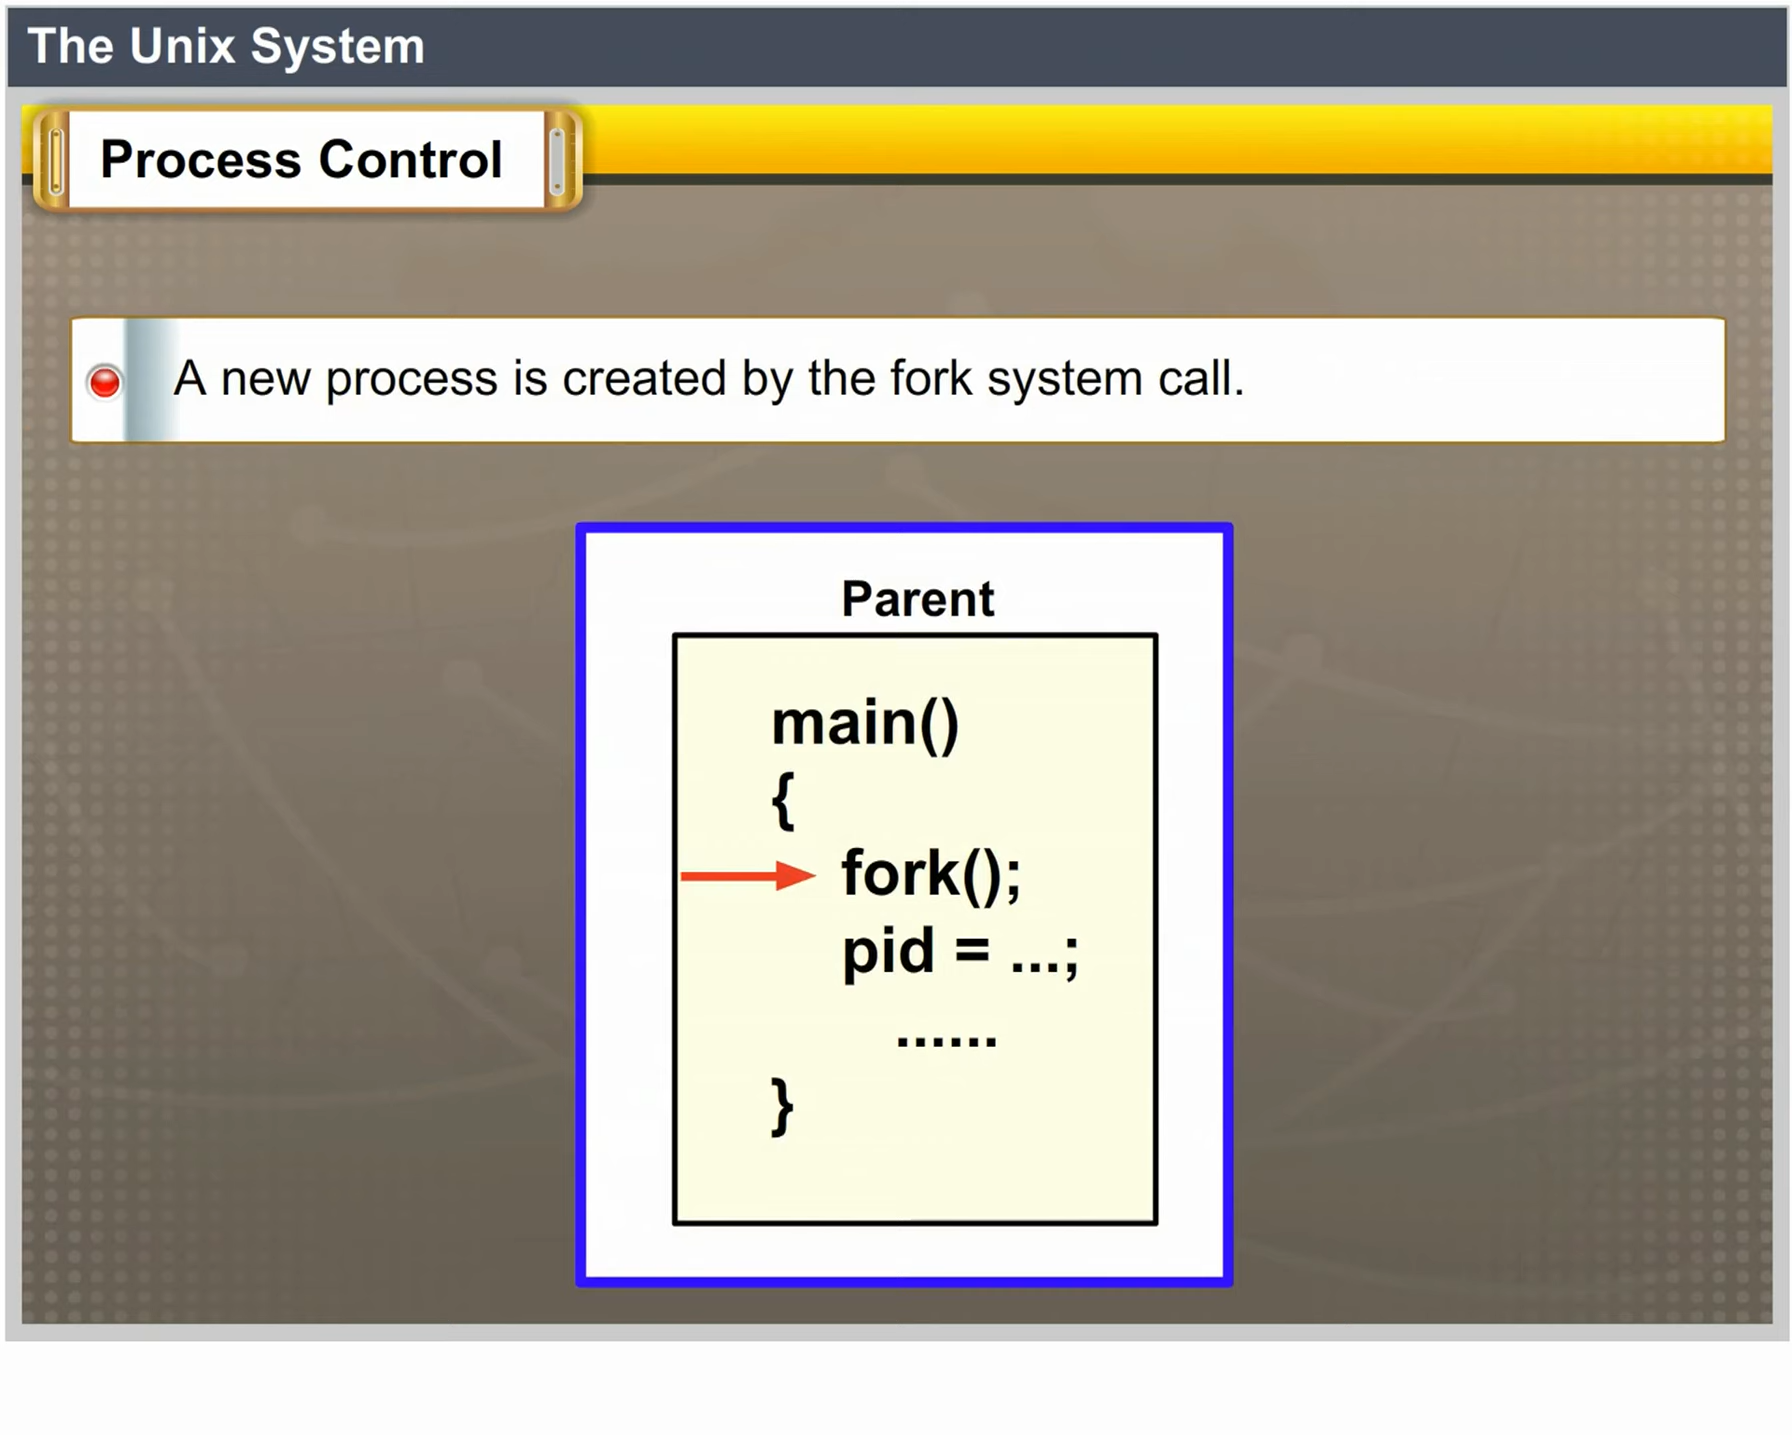 The Unix System
Process Control
A new process is created by the fork system call.
Parent
main()
{
fork();
pid = ...;
......
}